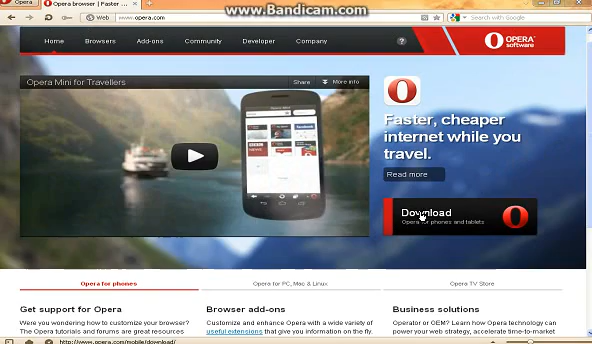 www.Bandicam.com
Opera
Opera browser | Faster ...
Web
www.opera.com
Search with Google
Home
Browsers
Add-ons
Community
Developer
Company
?
OPERA
software
Opera Mini for Travellers
Share
More info
Faster, cheaper
internet while you
travel.
Read more
Download
Opera for phones and tablets
Opera for phones
Opera for PC, Mac & Linux
Opera TV Store
Get support for Opera
Were you wondering how to customize your browser?
The Opera tutorials and forums are great resources
Browser add-ons
Customize and enhance Opera with a wide variety of
useful extensions that give you information on the fly.
Business solutions
Operator or OEM? Learn how Opera technology can
power your web strategy, accelerate time-to-market
http://www.opera.com/mobile/download/